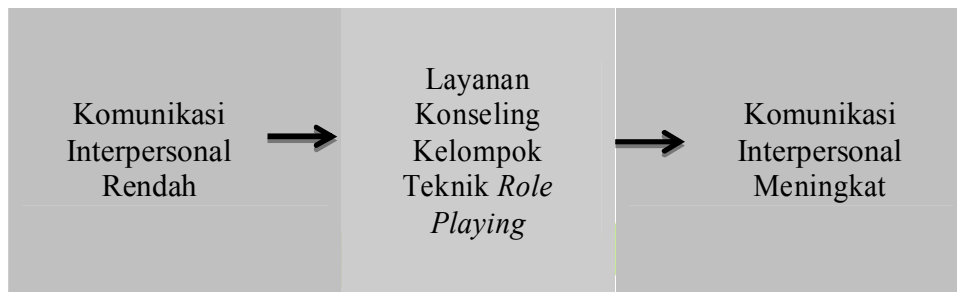 Komunikasi
Interpersonal
Rendah
Layanan
Konseling
Kelompok
Teknik Role
Playing
Komunikasi
Interpersonal
Meningkat